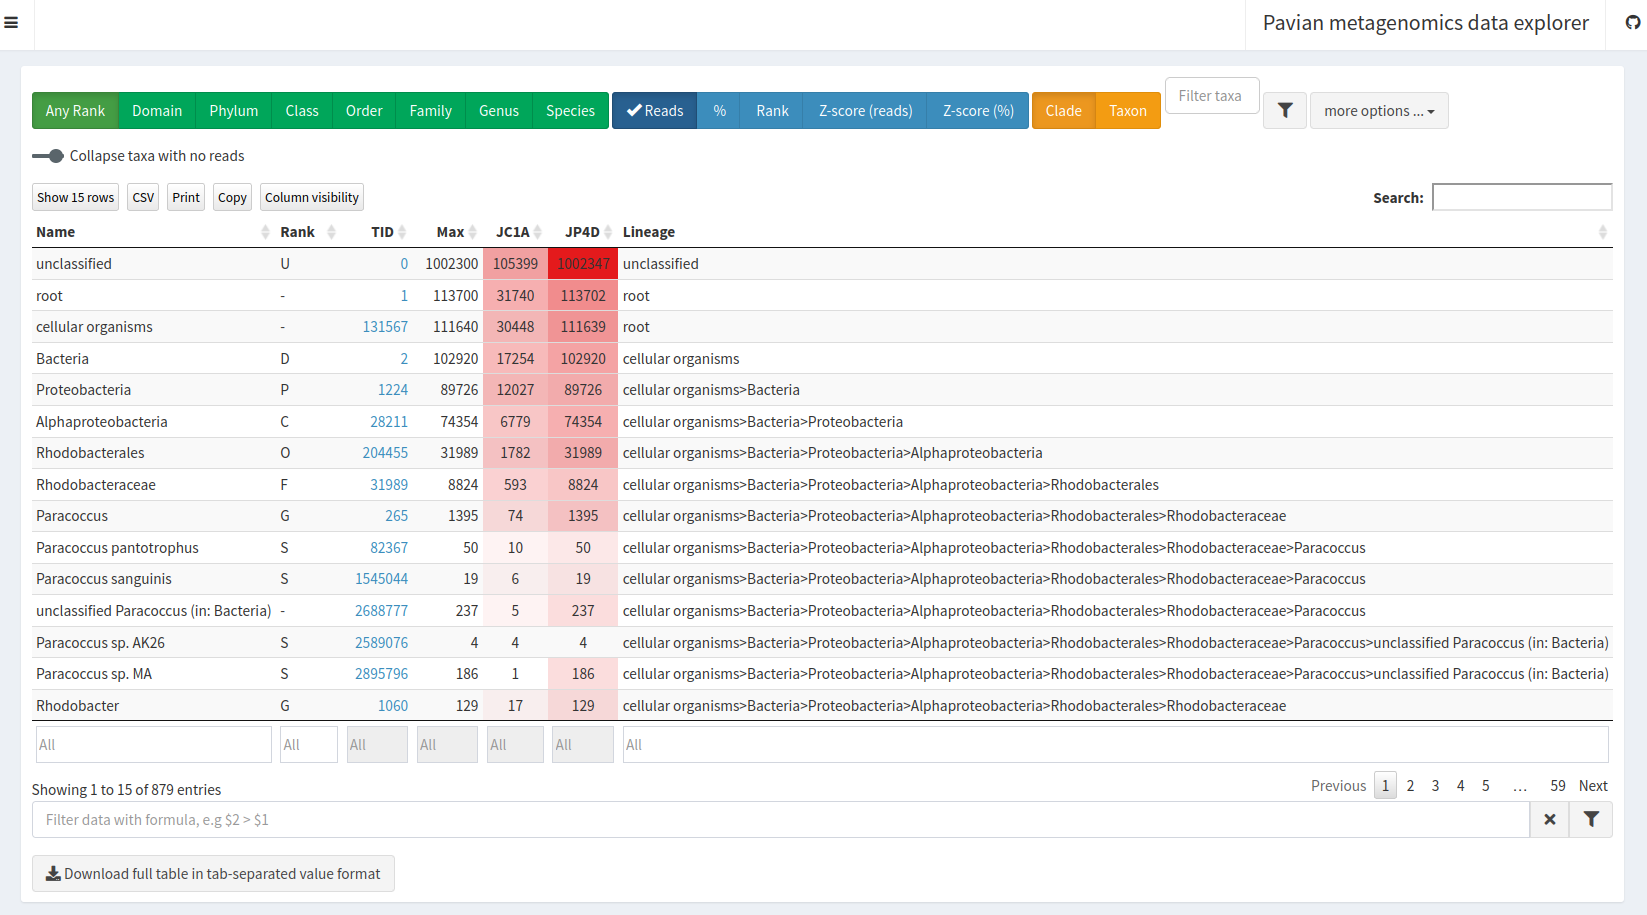 Pavian metagenomics data explorer
Any Rank Domain Phylum Class Order Family Genus Species Reads % Rank Z-score (reads) Z-score (%) Clade Taxon Filter taxa more options ...
Collapse taxa with no reads
Show 15 rows CSV Print Copy Column visibility Search:
Name Rank TID Max JC1A JP4D Lineage
unclassified U 0 1002300 105399 1002347 unclassified
root - 1 113700 31740 113702 root
cellular organisms - 131567 111640 30448 111639 root
Bacteria D 2 102920 17254 102920 cellular organisms
Proteobacteria P 1224 89726 12027 89726 cellular organisms>Bacteria
Alphaproteobacteria C 28211 74354 6779 74354 cellular organisms>Bacteria>Proteobacteria
Rhodobacterales O 204455 31989 1782 31989 cellular organisms>Bacteria>Proteobacteria>Alphaproteobacteria
Rhodobacteraceae F 31989 8824 593 8824 cellular organisms>Bacteria>Proteobacteria>Alphaproteobacteria>Rhodobacterales
Paracoccus G 265 1395 74 1395 cellular organisms>Bacteria>Proteobacteria>Alphaproteobacteria>Rhodobacterales>Rhodobacteraceae
Paracoccus pantotrophus S 82367 50 10 50 cellular organisms>Bacteria>Proteobacteria>Alphaproteobacteria>Rhodobacterales>Rhodobacteraceae>Paracoccus
Paracoccus sanguinis S 1545044 19 6 19 cellular organisms>Bacteria>Proteobacteria>Alphaproteobacteria>Rhodobacterales>Rhodobacteraceae>Paracoccus
unclassified Paracoccus (in: Bacteria) - 2688777 237 5 237 cellular organisms>Bacteria>Proteobacteria>Alphaproteobacteria>Rhodobacterales>Rhodobacteraceae>Paracoccus
Paracoccus sp. AK26 S 2589076 4 4 4 cellular organisms>Bacteria>Proteobacteria>Alphaproteobacteria>Rhodobacterales>Rhodobacteraceae>Paracoccus>unclassified Paracoccus (in: Bacteria)
Paracoccus sp. MA S 2895796 186 1 186 cellular organisms>Bacteria>Proteobacteria>Alphaproteobacteria>Rhodobacterales>Rhodobacteraceae>Paracoccus>unclassified Paracoccus (in: Bacteria)
Rhodobacter G 1060 129 17 129 cellular organisms>Bacteria>Proteobacteria>Alphaproteobacteria>Rhodobacterales>Rhodobacteraceae
All All All All All All All
Showing 1 to 15 of 879 entries Previous 1 2 3 4 5 ... 59 Next
Filter data with formula, e.g $2 > $1
Download full table in tab-separated value format